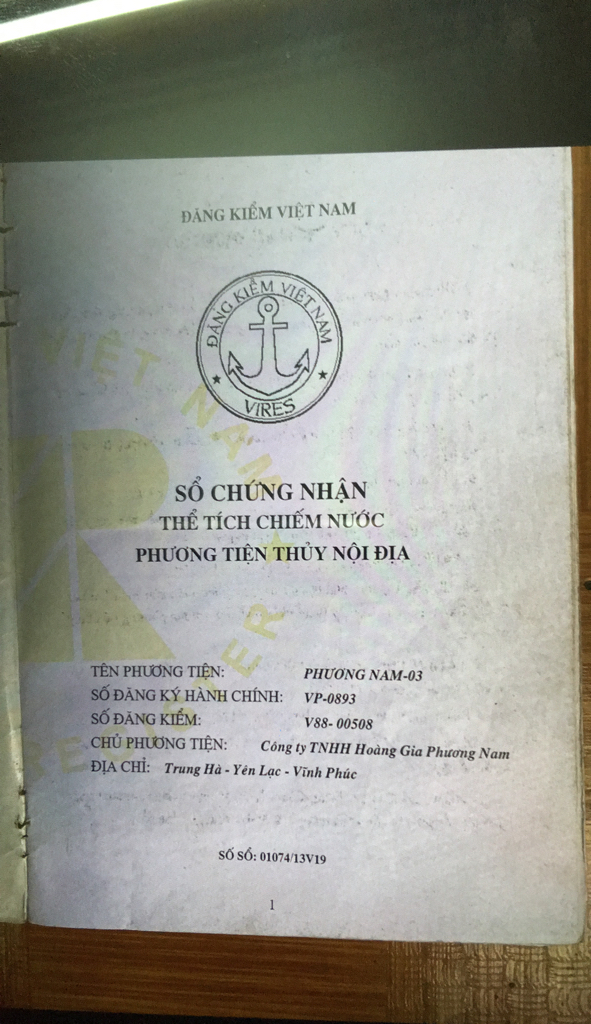 ĐĂNG KIỂM VIỆT NAM
ĐĂNG KIỂM VIỆT NAM
VIRES
VIỆT NAM
REGISTER
SỔ CHỨNG NHẬN
THỂ TÍCH CHIẾM NƯỚC
PHƯƠNG TIỆN THỦY NỘI ĐỊA
TÊN PHƯƠNG TIỆN: PHƯƠNG NAM-03
SỐ ĐĂNG KÝ HÀNH CHÍNH: VP-0893
SỐ ĐĂNG KIỂM: V88- 00508
CHỦ PHƯƠNG TIỆN: Công ty TNHH Hoàng Gia Phương Nam
ĐỊA CHỈ: Trung Hà - Yên Lạc - Vĩnh Phúc
SỐ SỔ: 01074/13V19
1